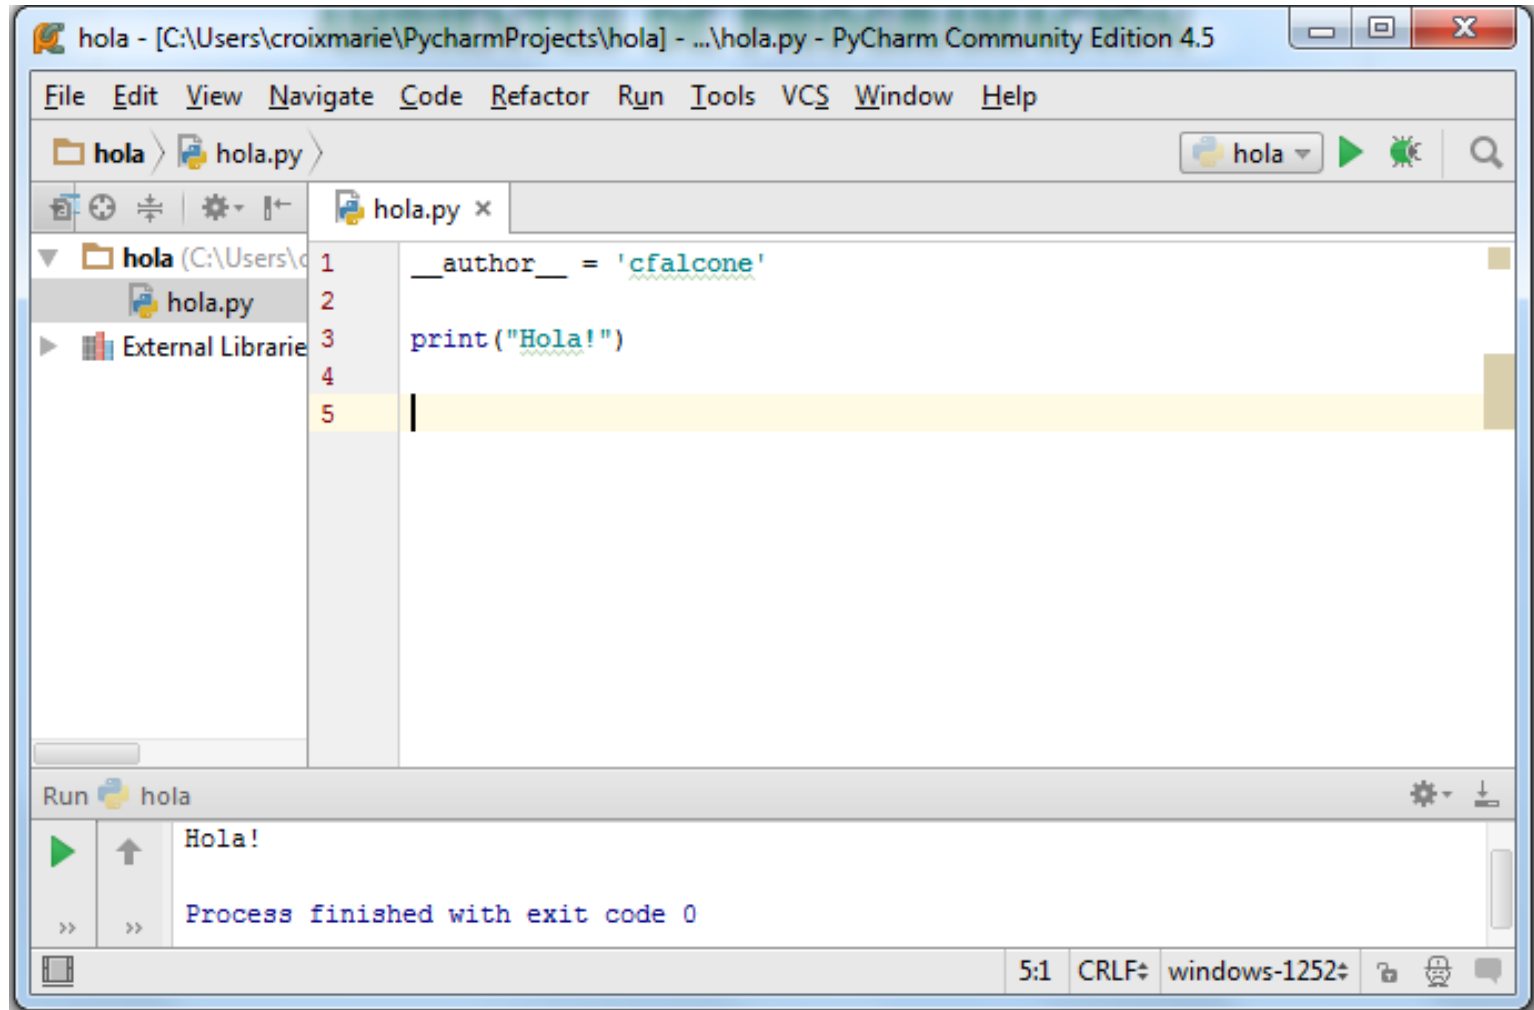 hola - [C:\Users\croixmarie\PycharmProjects\hola] - ...\hola.py - PyCharm Community Edition 4.5
File Edit View Navigate Code Refactor Run Tools VCS Window Help
hola hola.py hola
hola.py
hola (C:\Users\c
hola.py
External Librarie
1 __author__ = 'cfalcone'
2
3 print("Hola!")
4
5
Run hola
Hola!
Process finished with exit code 0
5:1 CRLF windows-1252